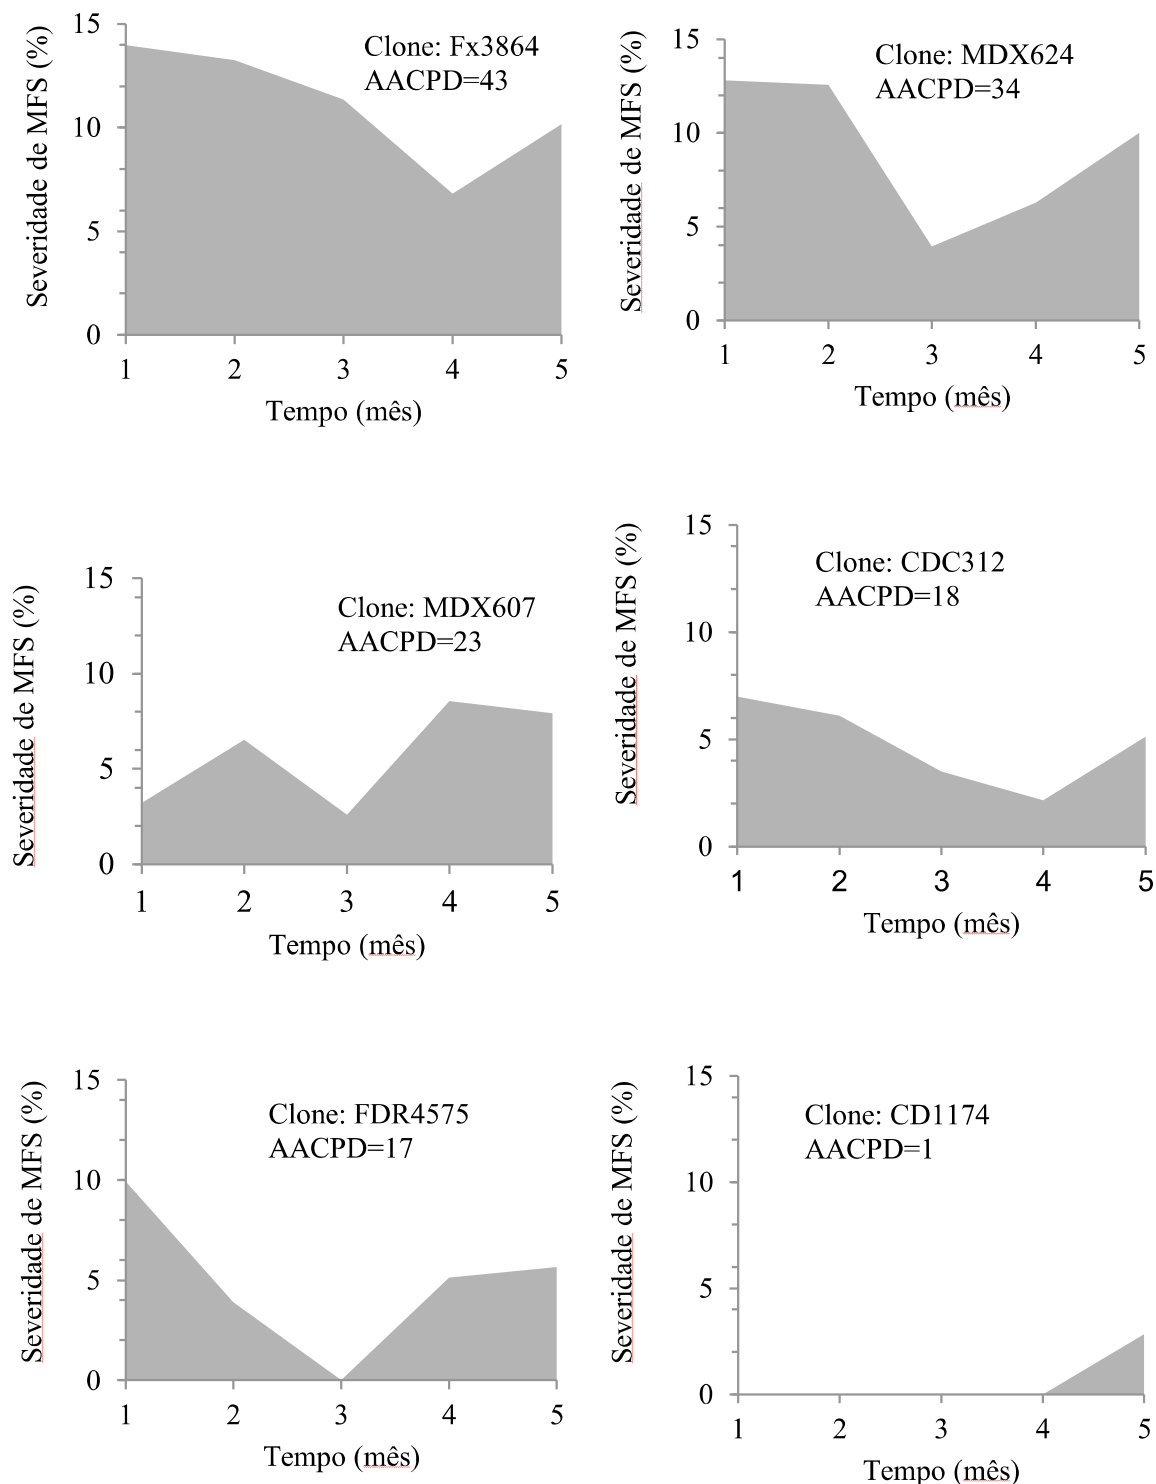 Severidade de MFS (%)
15
10
5
0
Clone: Fx3864
AACPD=43
1 2 3 4 5
Tempo (mês)
Severidade de MFS (%)
15
10
5
0
Clone: MDX624
AACPD=34
1 2 3 4 5
Tempo (mês)
Severidade de MFS (%)
15
10
5
0
Clone: MDX607
AACPD=23
1 2 3 4 5
Tempo (mês)
Severidade de MFS (%)
15
10
5
0
Clone: CDC312
AACPD=18
1 2 3 4 5
Tempo (mês)
Severidade de MFS (%)
15
10
5
0
Clone: FDR4575
AACPD=17
1 2 3 4 5
Tempo (mês)
Severidade de MFS (%)
15
10
5
0
Clone: CD1174
AACPD=1
1 2 3 4 5
Tempo (mês)